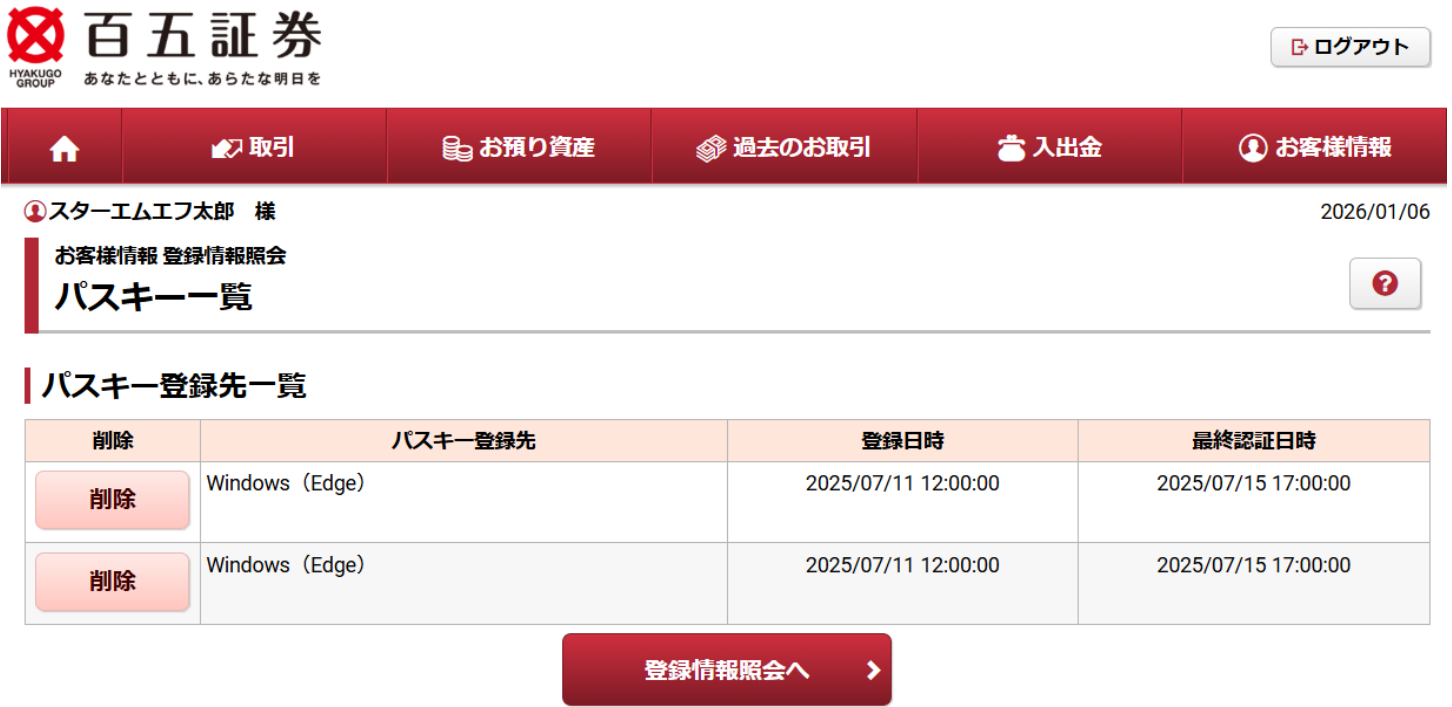 百五証券
HYAKUGO
GROUP
あなたとともに、あらたな明日を
ログアウト
取引 お預り資産 過去のお取引 入出金 お客様情報
スターエムエフ太郎　様 2026/01/06
お客様情報 登録情報照会
パスキー一覧
パスキー登録先一覧
削除 パスキー登録先 登録日時 最終認証日時
削除 Windows（Edge） 2025/07/11 12:00:00 2025/07/15 17:00:00
削除 Windows（Edge） 2025/07/11 12:00:00 2025/07/15 17:00:00
登録情報照会へ